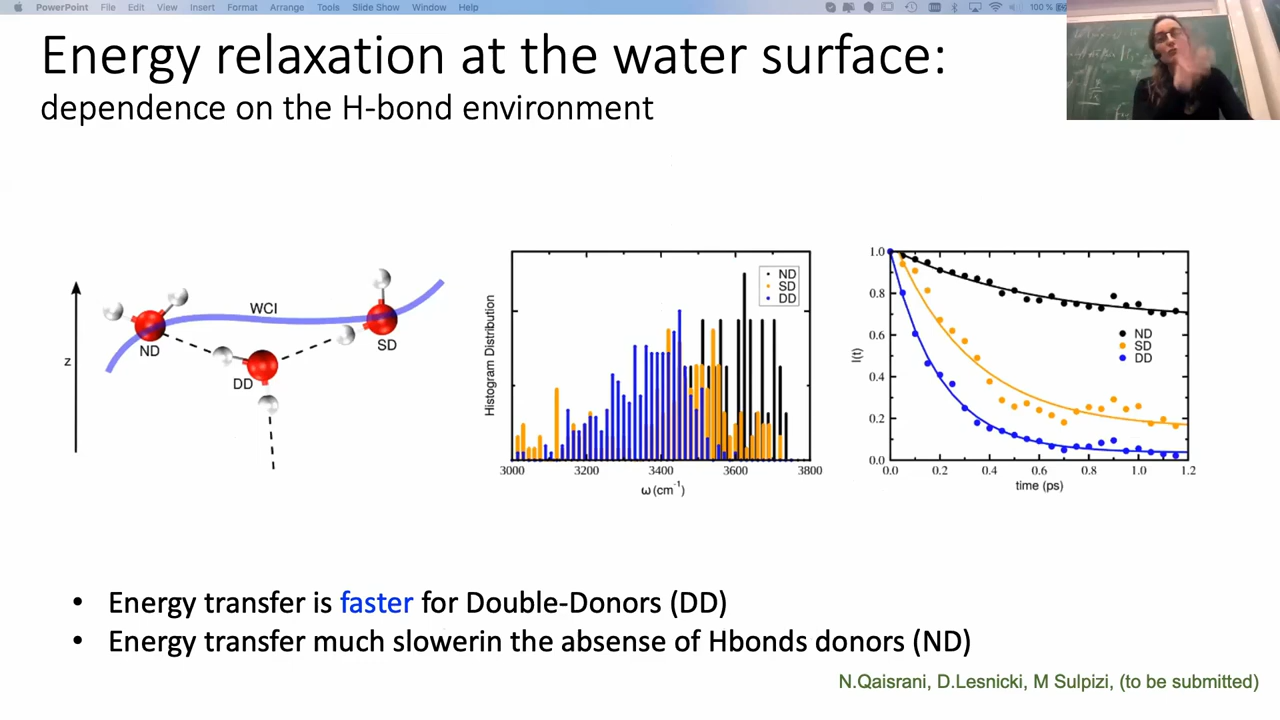 PowerPoint File Edit View Insert Format Arrange Tools Slide Show Window Help 100 %
Energy relaxation at the water surface:
dependence on the H-bond environment
z
WCI
ND
SD
DD
Histogram Distribution
ND
SD
DD
3000 3200 3400 3600 3800
ω (cm⁻¹)
I(t)
1.0
0.8
0.6
0.4
0.2
0.0
ND
SD
DD
0.0 0.2 0.4 0.6 0.8 1.0 1.2
time (ps)
• Energy transfer is faster for Double-Donors (DD)
• Energy transfer much slowerin the absense of Hbonds donors (ND)
N.Qaisrani, D.Lesnicki, M Sulpizi, (to be submitted)